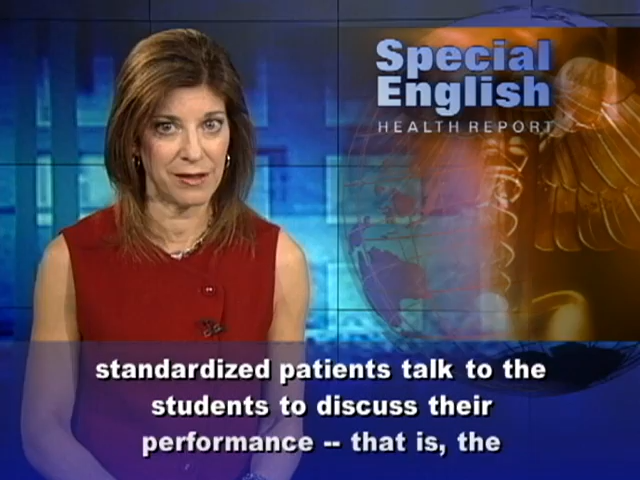 Special
English
HEALTH REPORT
standardized patients talk to the
students to discuss their
performance -- that is, the